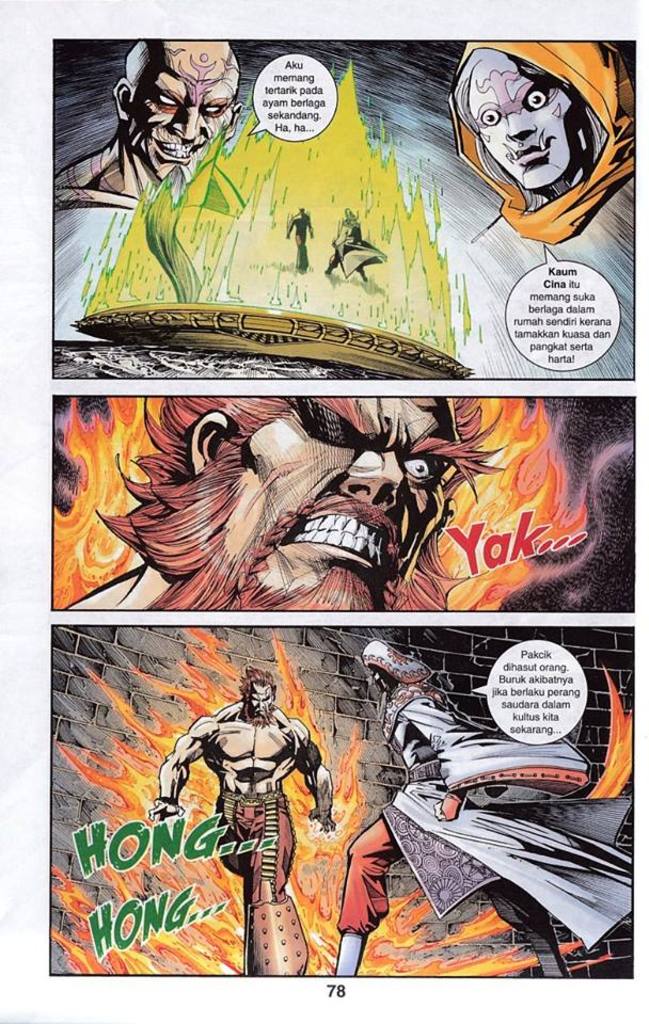 Aku
memang
tertarik pada
ayam berlaga
sekandang.
Ha, ha...
Kaum
Cina itu
memang suka
berlaga dalam
rumah sendiri kerana
tamakkan kuasa dan
pangkat serta
harta!
Yak...
Pakcik
dihasut orang.
Buruk akibatnya
jika berlaku perang
saudara dalam
kultus kita
sekarang...
HONG...
HONG...
78